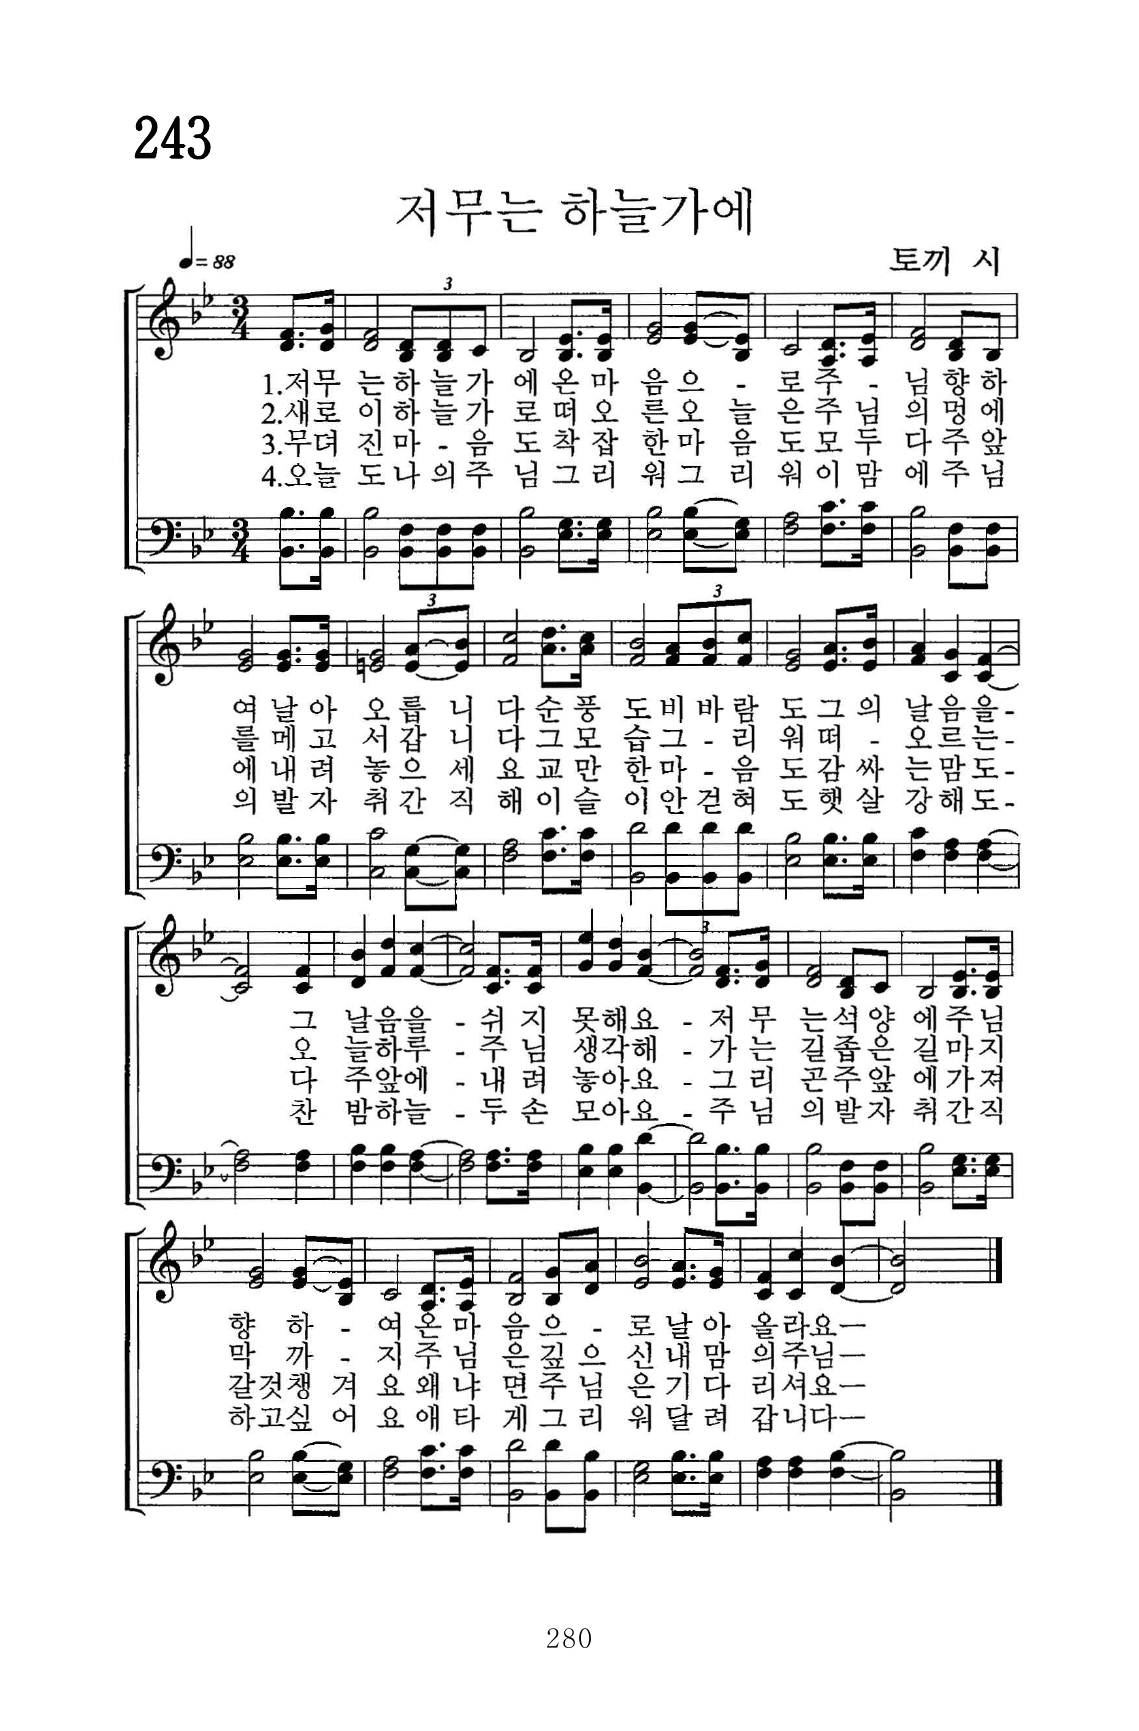 243
저무는 하늘가에
♩= 88
토끼 시
3
1.저무 는하늘가 에온마 음으 - 로주 - 님향하
2.새로 이하늘가 로떠오 른오 늘 은주님 의멍에
3.무뎌 진마-음 도착잡 한마 음 도모두 다주앞
4.오늘 도나의주 님그리 워그 리 워이맘 에주님
3 3
여날아 오릅 니 다순풍 도비바람 도그의 날음을-
를메고 서갑 니 다그모 습그-리 워떠 - 오르는-
에내려 놓으 세 요교만 한마-음 도감싸 는맘도-
의발자 취간 직 해이슬 이안걷혀 도햇살 강해도-
3
그 날음을 - 쉬지 못해요 - 저무 는석양 에주님
오 늘하루 - 주님 생각해 - 가는 길좁은 길마지
다 주앞에 - 내려 놓아요 - 그리 곤주앞 에가져
찬 밤하늘 - 두손 모아요 - 주님 의발자 취간직
향 하 - 여온마 음으 - 로날아 올라요ㅡ
막 까 - 지주님 은깊으 신내맘 의주님ㅡ
갈것챙 겨 요왜냐 면주님 은기다 리셔요ㅡ
하고싶 어 요애타 게그리 워달려 갑니다ㅡ
280